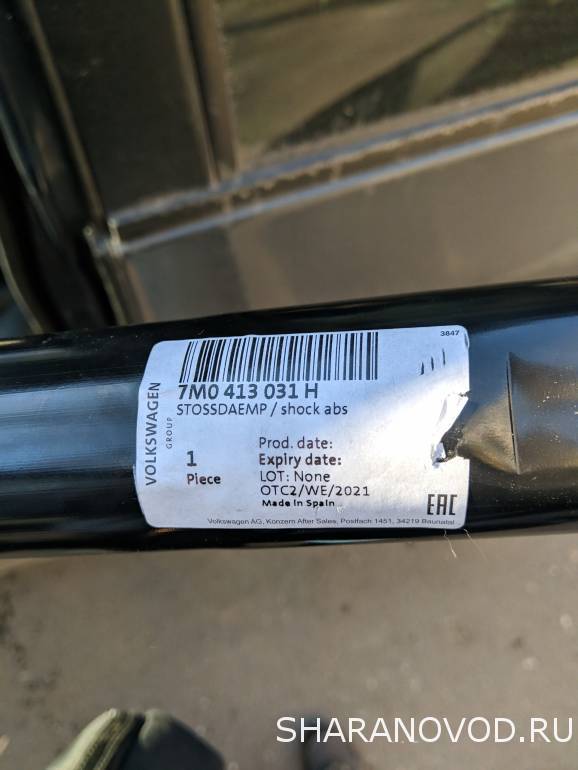 3847
7M0 413 031 H
STOSSDAEMP / shock abs
VOLKSWAGEN
GROUP
1
Piece
Prod. date:
Expiry date:
LOT: None
OTC2/WE/2021
Made in Spain
EAC
Volkswagen AG, Konzern After Sales, Postfach 1451, 34219 Baunatal
SHARANOVOD.RU